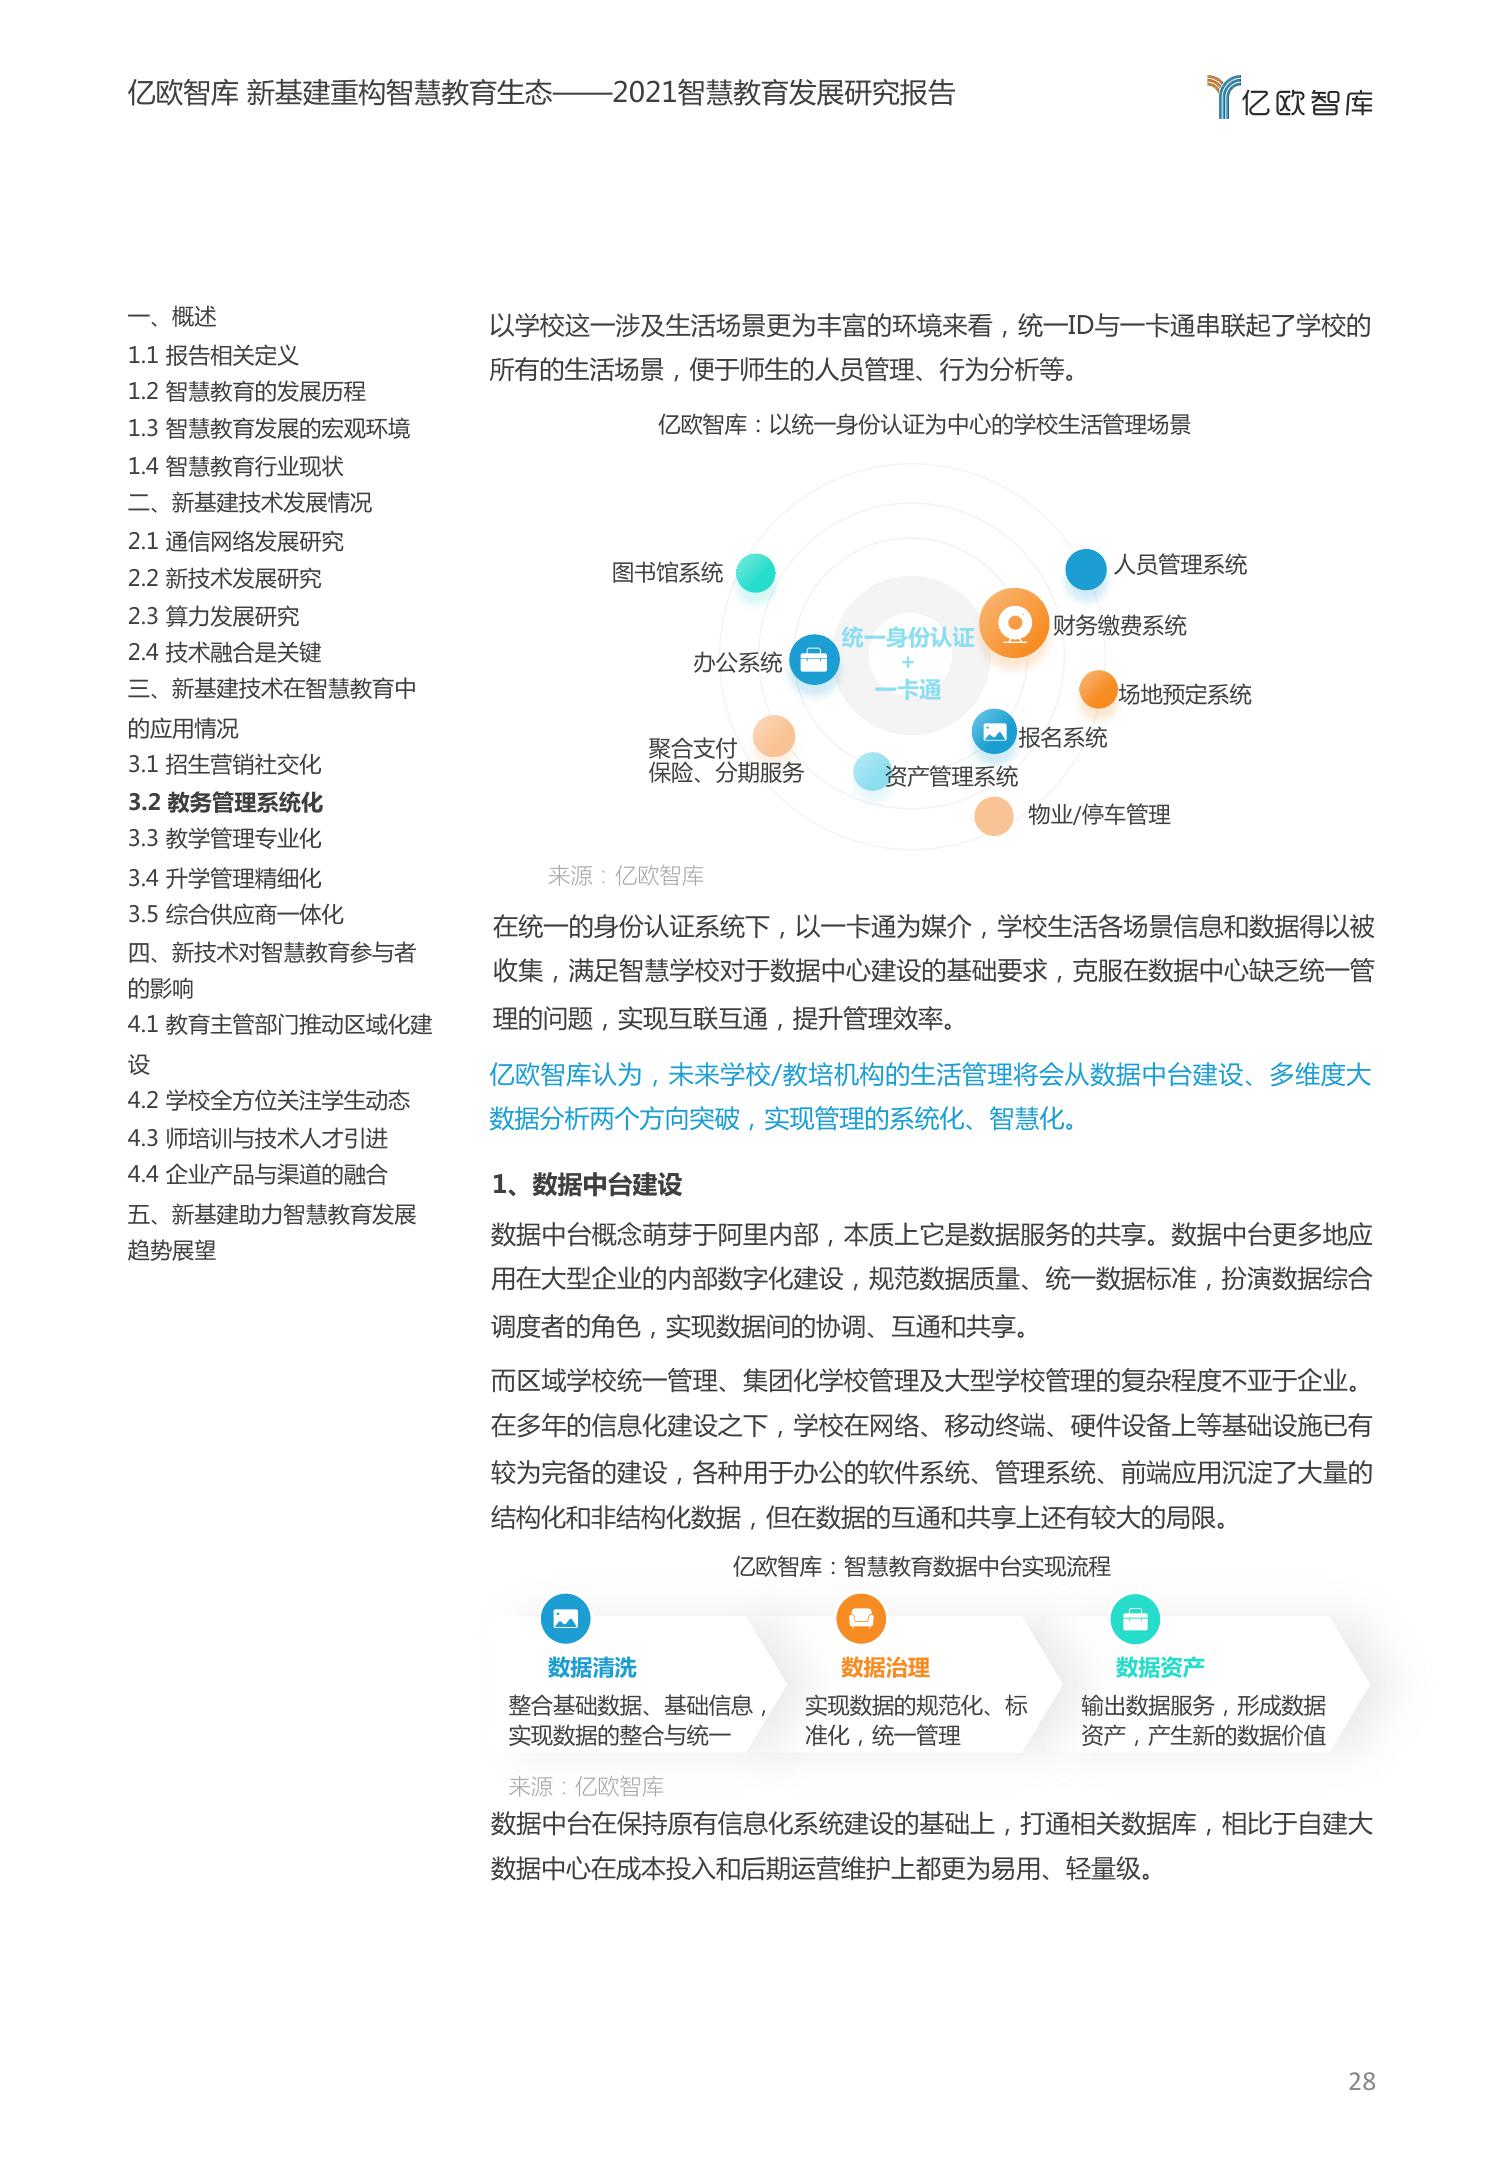 亿欧智库 新基建重构智慧教育生态——2021智慧教育发展研究报告
亿欧智库
一、概述
1.1 报告相关定义
1.2 智慧教育的发展历程
1.3 智慧教育发展的宏观环境
1.4 智慧教育行业现状
二、新基建技术发展情况
2.1 通信网络发展研究
2.2 新技术发展研究
2.3 算力发展研究
2.4 技术融合是关键
三、新基建技术在智慧教育中
的应用情况
3.1 招生营销社交化
3.2 教务管理系统化
3.3 教学管理专业化
3.4 升学管理精细化
3.5 综合供应商一体化
四、新技术对智慧教育参与者
的影响
4.1 教育主管部门推动区域化建
设
4.2 学校全方位关注学生动态
4.3 师培训与技术人才引进
4.4 企业产品与渠道的融合
五、新基建助力智慧教育发展
趋势展望
以学校这一涉及生活场景更为丰富的环境来看，统一ID与一卡通串联起了学校的
所有的生活场景，便于师生的人员管理、行为分析等。
亿欧智库：以统一身份认证为中心的学校生活管理场景
图书馆系统
人员管理系统
财务缴费系统
统一身份认证
+
一卡通
办公系统
场地预定系统
报名系统
聚合支付
保险、分期服务
资产管理系统
物业/停车管理
来源：亿欧智库
在统一的身份认证系统下，以一卡通为媒介，学校生活各场景信息和数据得以被
收集，满足智慧学校对于数据中心建设的基础要求，克服在数据中心缺乏统一管
理的问题，实现互联互通，提升管理效率。
亿欧智库认为，未来学校/教培机构的生活管理将会从数据中台建设、多维度大
数据分析两个方向突破，实现管理的系统化、智慧化。
1、数据中台建设
数据中台概念萌芽于阿里内部，本质上它是数据服务的共享。数据中台更多地应
用在大型企业的内部数字化建设，规范数据质量、统一数据标准，扮演数据综合
调度者的角色，实现数据间的协调、互通和共享。
而区域学校统一管理、集团化学校管理及大型学校管理的复杂程度不亚于企业。
在多年的信息化建设之下，学校在网络、移动终端、硬件设备上等基础设施已有
较为完备的建设，各种用于办公的软件系统、管理系统、前端应用沉淀了大量的
结构化和非结构化数据，但在数据的互通和共享上还有较大的局限。
亿欧智库：智慧教育数据中台实现流程
数据清洗
整合基础数据、基础信息，
实现数据的整合与统一
数据治理
实现数据的规范化、标
准化，统一管理
数据资产
输出数据服务，形成数据
资产，产生新的数据价值
来源：亿欧智库
数据中台在保持原有信息化系统建设的基础上，打通相关数据库，相比于自建大
数据中心在成本投入和后期运营维护上都更为易用、轻量级。
28